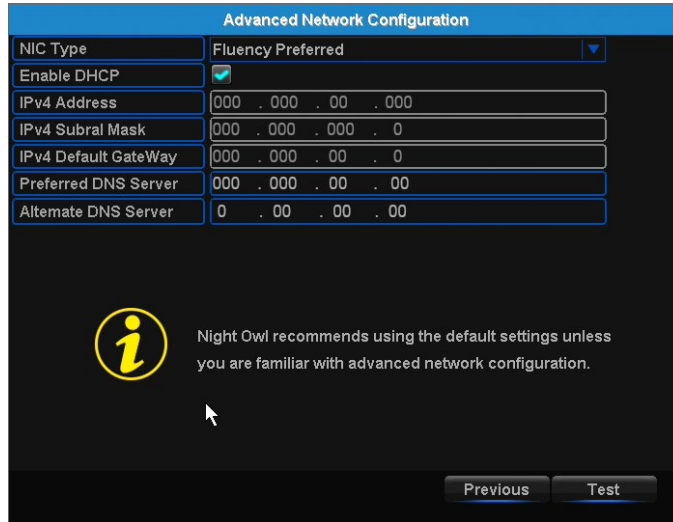 Advanced Network Configuration
NIC Type Fluency Preferred
Enable DHCP
IPv4 Address 000 . 000 . 00 . 000
IPv4 Subral Mask 000 . 000 . 000 . 0
IPv4 Default GateWay 000 . 000 . 00 . 0
Preferred DNS Server 000 . 000 . 00 . 00
Altemate DNS Server 0 . 00 . 00 . 00
Night Owl recommends using the default settings unless
you are familiar with advanced network configuration.
Previous Test